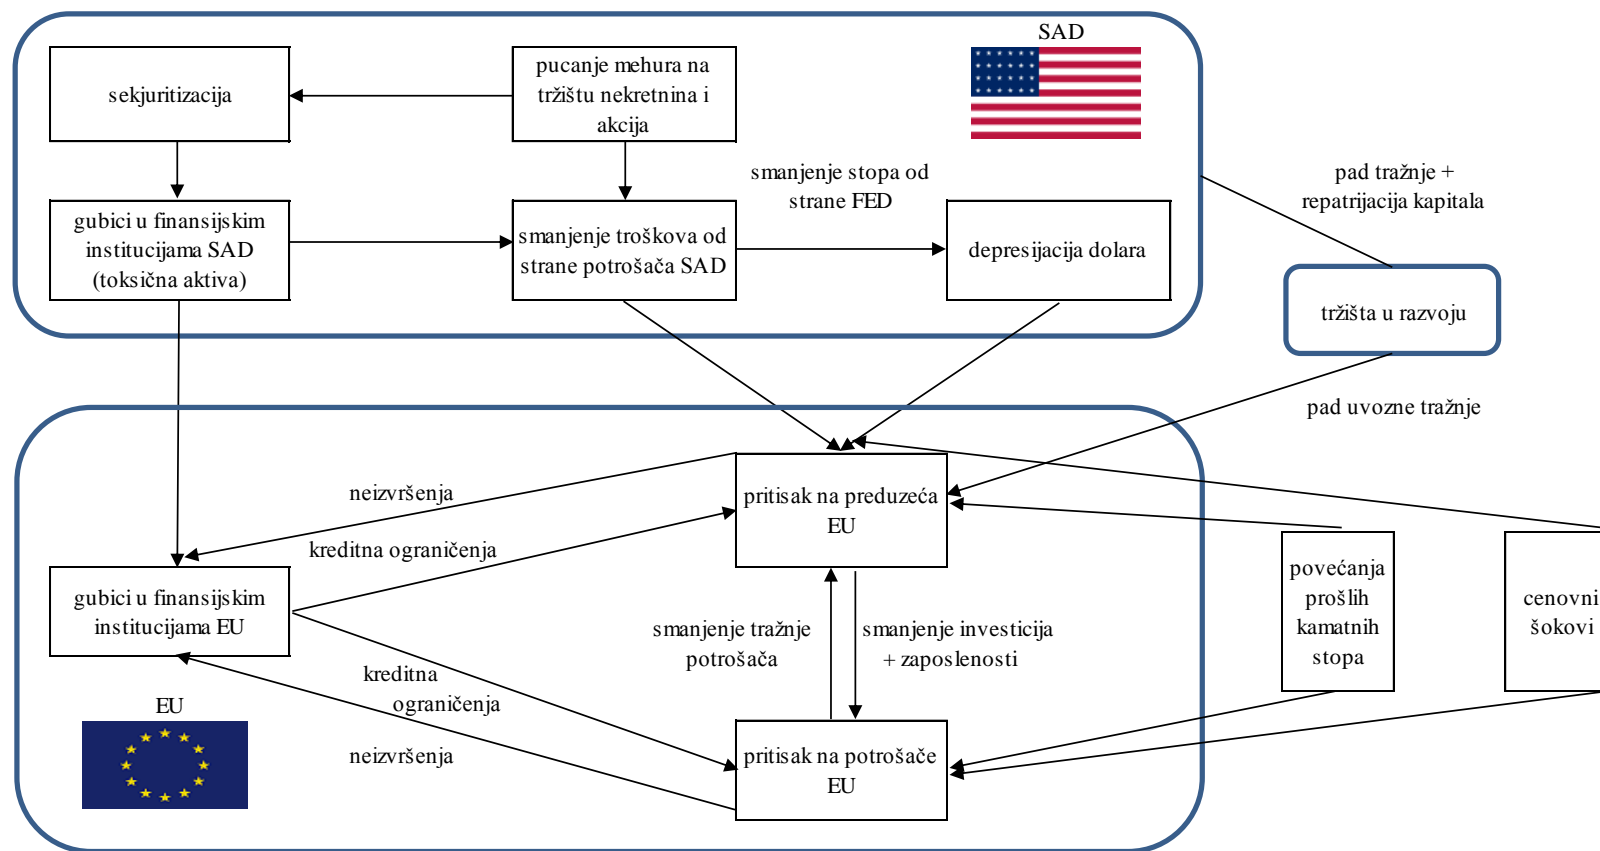 SAD
sekjuritizacija
pucanje mehura na
tržištu nekretnina i
akcija
smanjenje stopa od
strane FED
pad tražnje +
repatrijacija kapitala
gubici u finansijskim
institucijama SAD
(toksična aktiva)
smanjenje troškova od
strane potrošača SAD
depresijacija dolara
tržišta u razvoju
pad uvozne tražnje
neizvršenja
pritisak na preduzeća
EU
kreditna ograničenja
gubici u finansijskim
institucijama EU
smanjenje tražnje
potrošača
smanjenje investicija
+ zaposlenosti
povećanja
prošlih
kamatnih
stopa
cenovni
šokovi
kreditna
ograničenja
EU
neizvršenja
pritisak na potrošače
EU